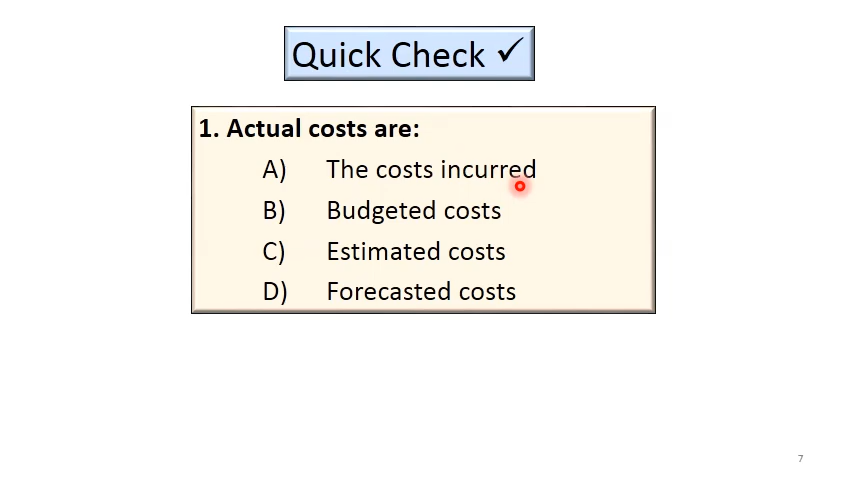 Quick Check ✓
1. Actual costs are:
A) The costs incurred
B) Budgeted costs
C) Estimated costs
D) Forecasted costs
7